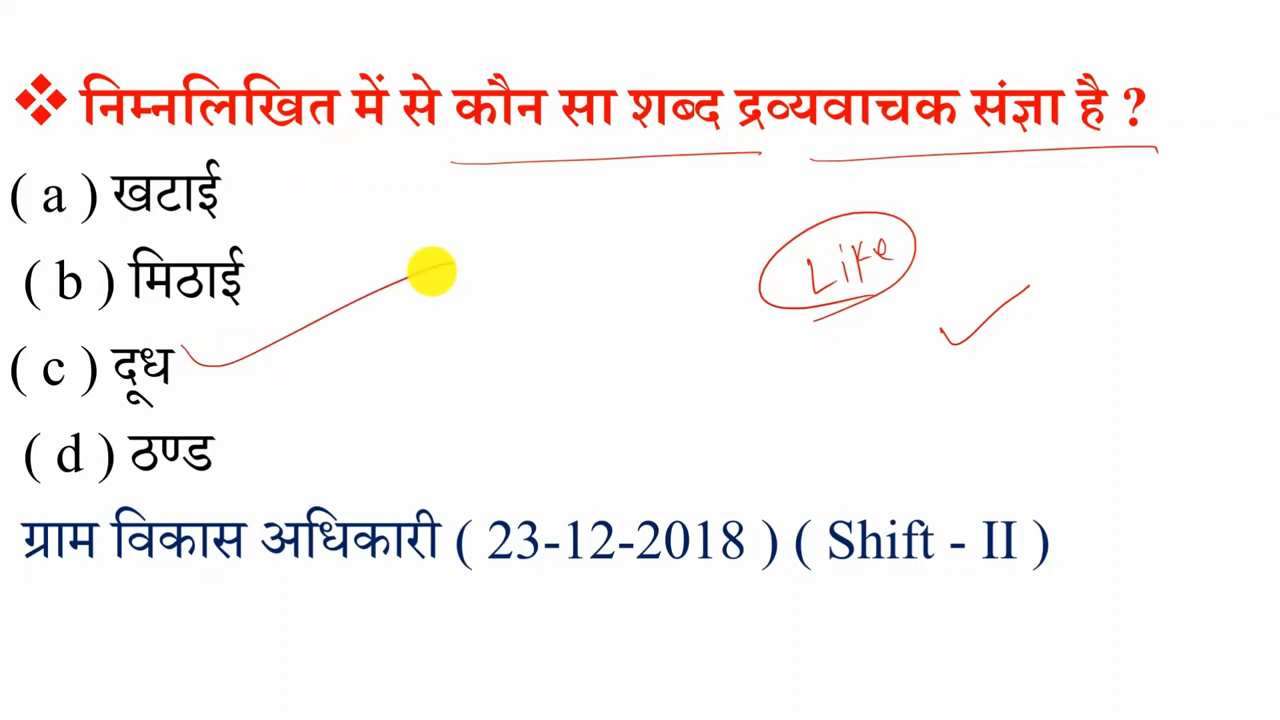 ❖ निम्नलिखित में से कौन सा शब्द द्रव्यवाचक संज्ञा है ?
( a ) खटाई
( b ) मिठाई
Like
( c ) दूध
( d ) ठण्ड
ग्राम विकास अधिकारी ( 23-12-2018 ) ( Shift - II )